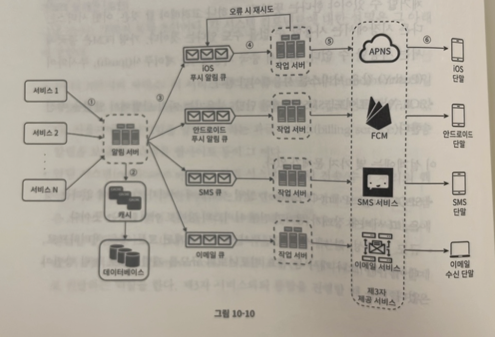 오류 시 재시도
④
⑤
⑥
iOS
푸시 알림 큐
작업 서버
APNS
iOS
단말
서비스 1
①
③
서비스 2
알림 서버
안드로이드
푸시 알림 큐
작업 서버
FCM
안드로이드
단말
②
서비스 N
캐시
SMS 큐
작업 서버
SMS 서비스
SMS
단말
데이터베이스
이메일 큐
작업 서버
이메일 서비스
이메일
수신 단말
제3자
제공 서비스
그림 10-10